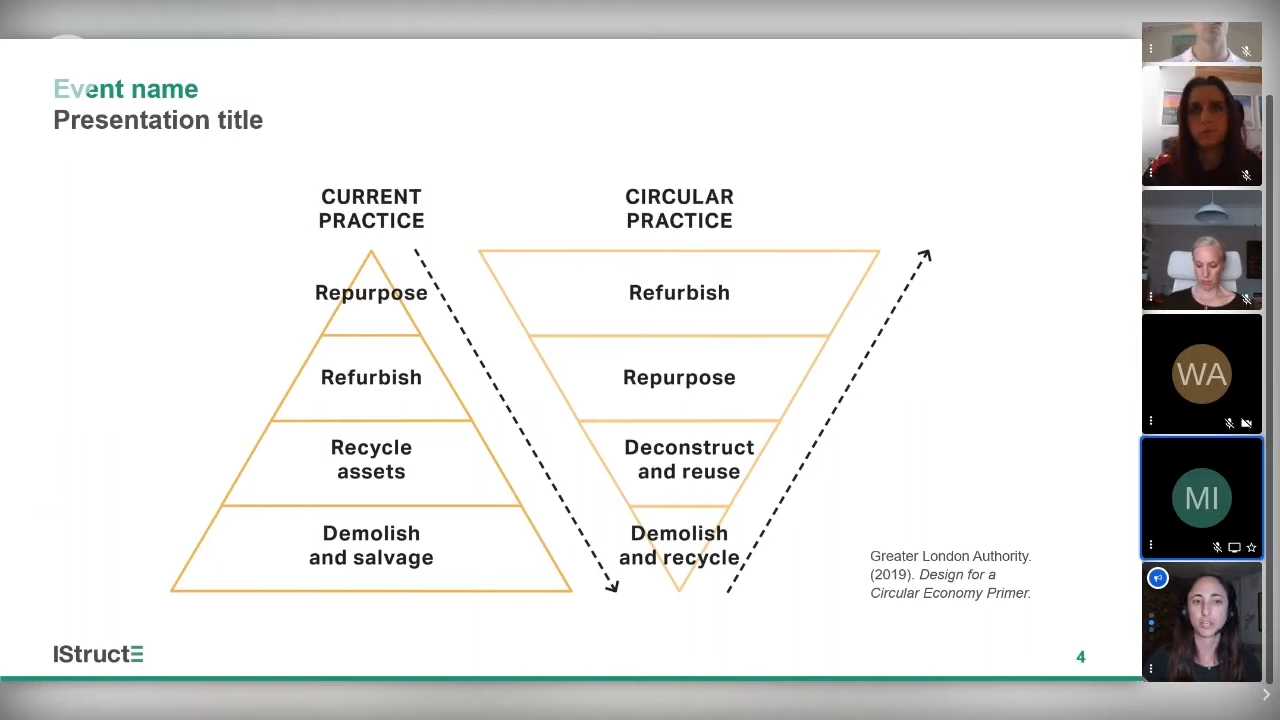 Event name
Presentation title
CURRENT
PRACTICE
CIRCULAR
PRACTICE
Repurpose
Refurbish
Recycle
assets
Demolish
and salvage
Refurbish
Repurpose
Deconstruct
and reuse
Demolish
and recycle
Greater London Authority.
(2019). Design for a
Circular Economy Primer.
IStructE
4
WA
MI